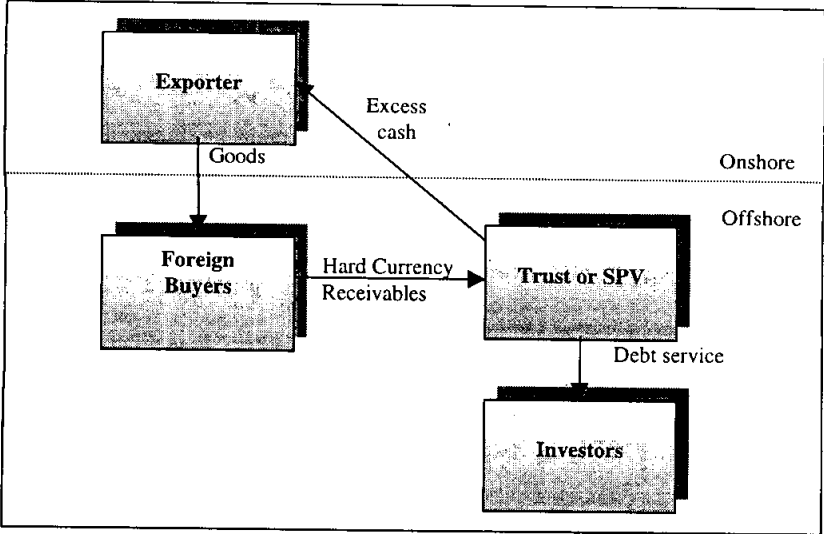 Exporter
Excess
cash
Goods
Onshore
Offshore
Foreign
Buyers
Hard Currency
Receivables
Trust or SPV
Debt service
Investors